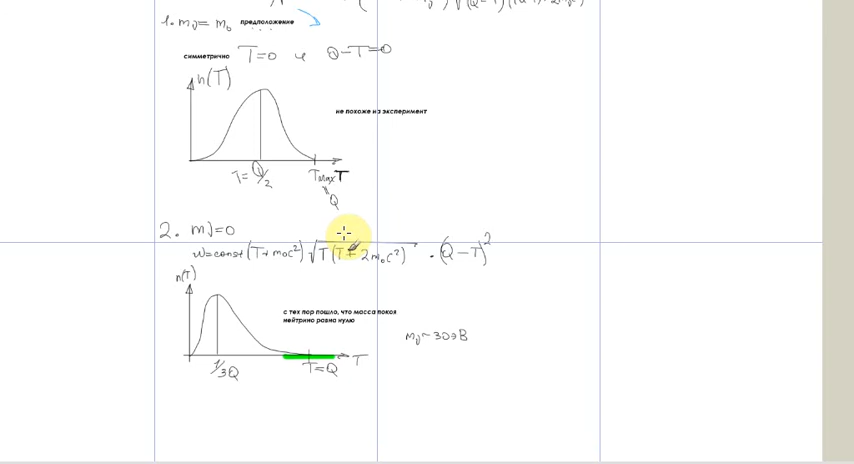 1. mν = m₀ предположение
симметрично T=0 и Q−T=0
n(T)
не похоже из эксперимент
T= Q/2 Tmax T
Q
2. mν=0
w=const (T+m₀c²) √T(T+2m₀c²) · (Q−T)²
n(T)
с тех пор пошло, что масса покоя
нейтрино равна нулю
mν~30эВ
1/3Q T=Q T